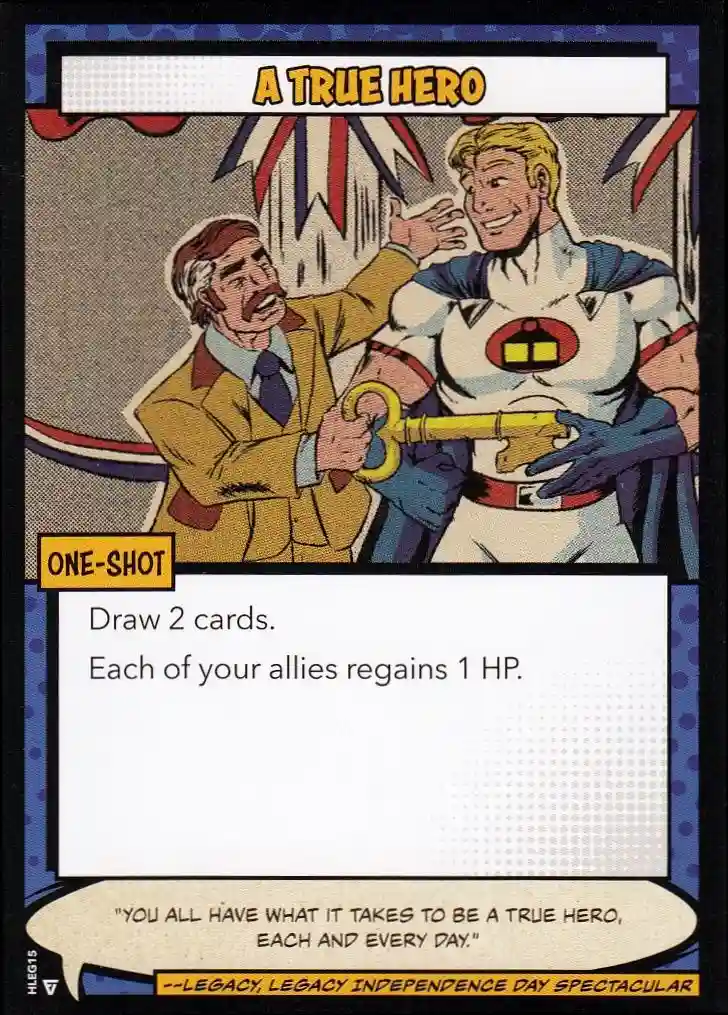 A TRUE HERO
ONE-SHOT
Draw 2 cards.
Each of your allies regains 1 HP.
"YOU ALL HAVE WHAT IT TAKES TO BE A TRUE HERO,
EACH AND EVERY DAY."
--LEGACY, LEGACY INDEPENDENCE DAY SPECTACULAR
HLEG15